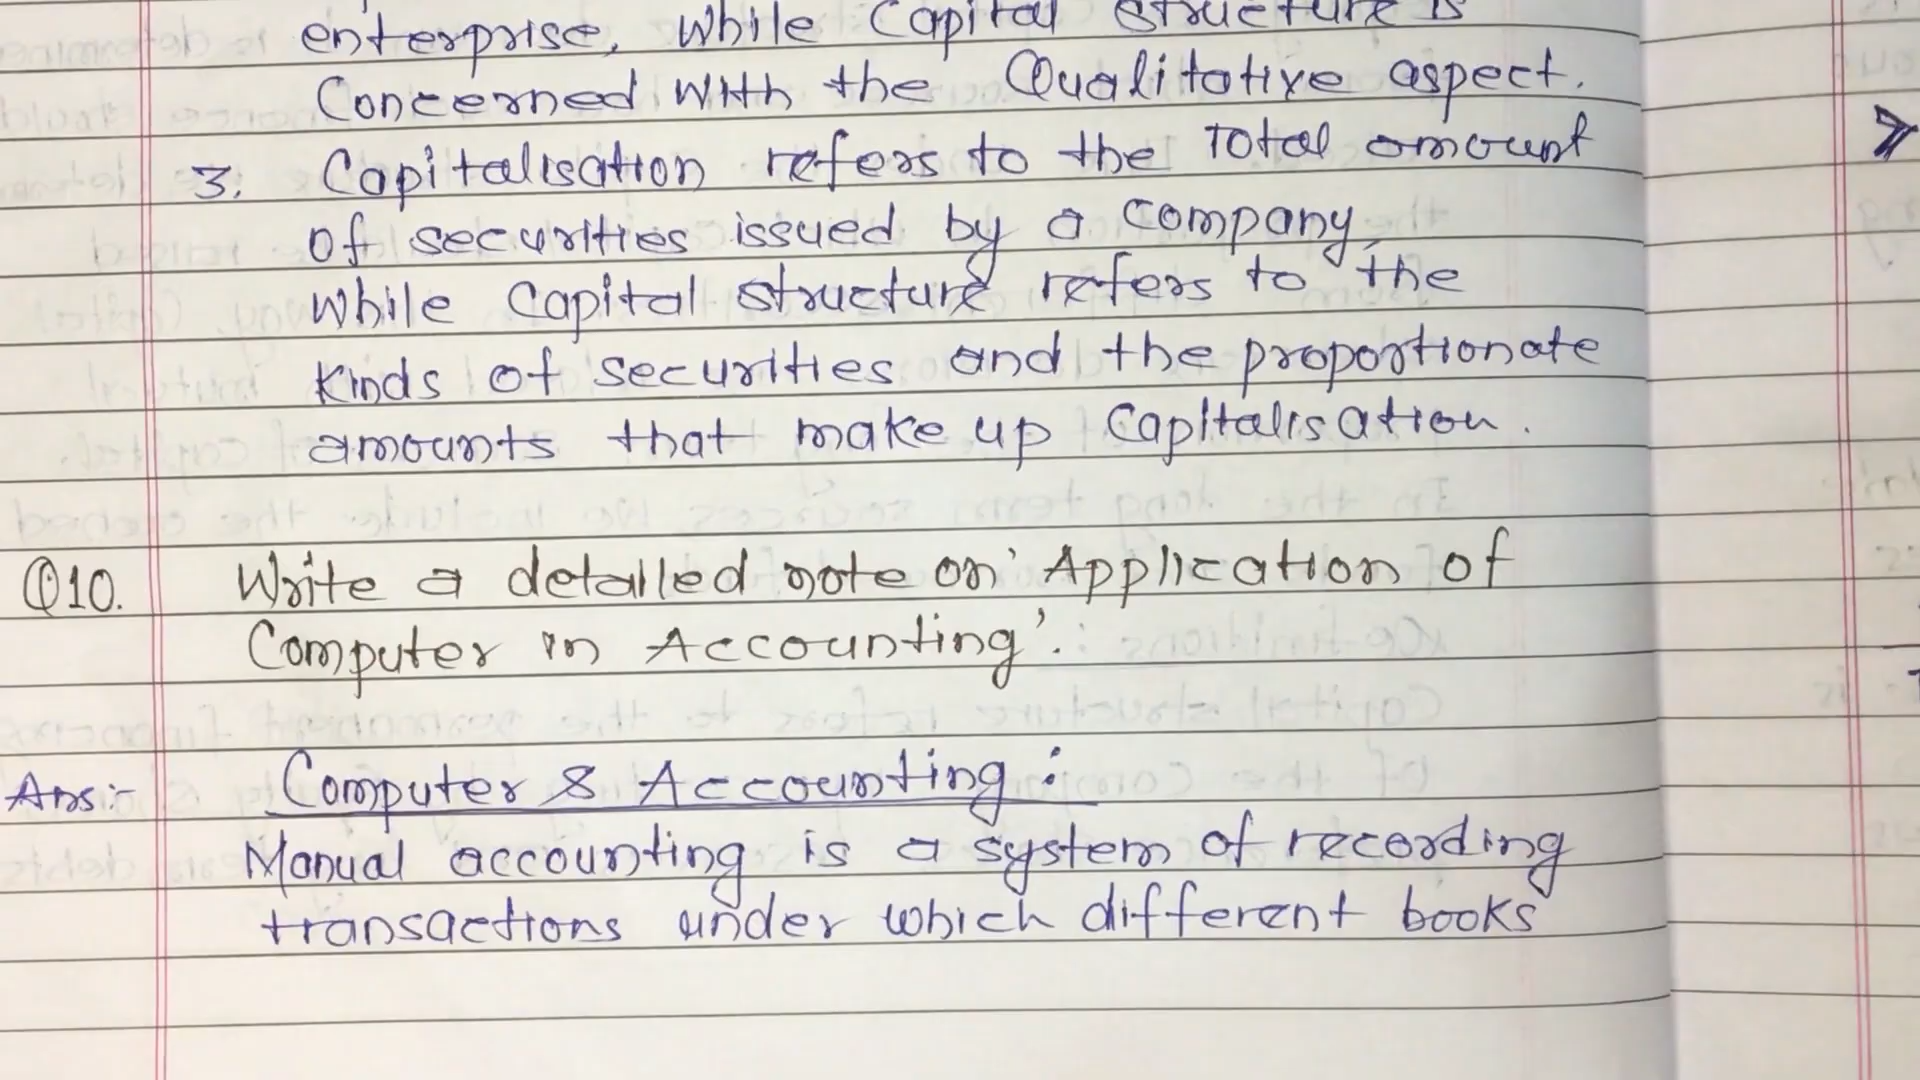 enterprise, while Capital structure is
Concerned with the Qualitative aspect.
3. Capitalisation refers to the Total amount
of securities issued by a company,
while Capital structure refers to the
kinds of securities and the proportionate
amounts that make up Capitalisation.
Q10. Write a detailed note on 'Application of
Computer in Accounting'.
Ans:- Computer & Accounting :
Manual accounting is a system of recording
transactions under which different books